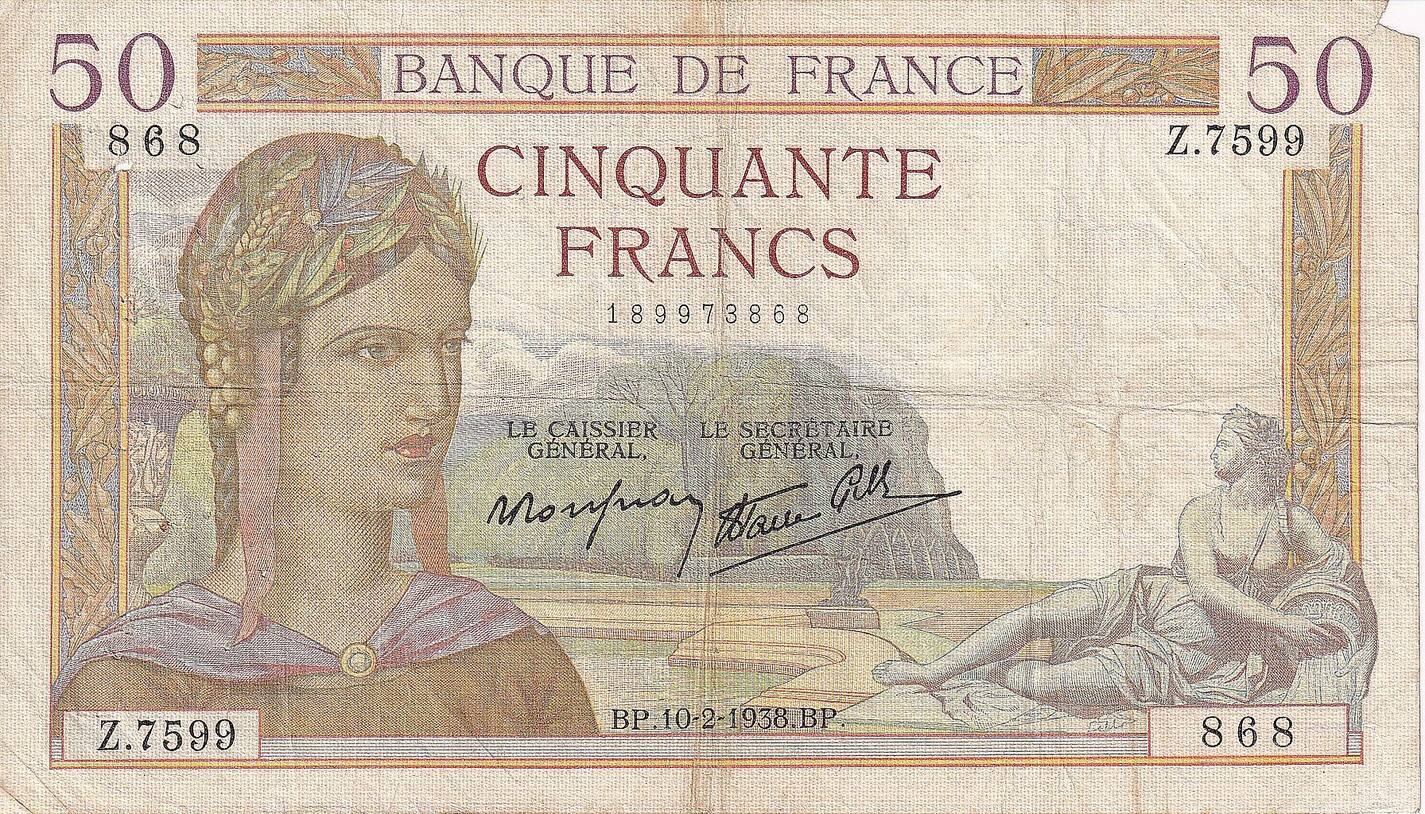 50 BANQUE DE FRANCE 50
868 Z.7599
CINQUANTE
FRANCS
189973868
LE CAISSIER GÉNÉRAL,
LE SECRÉTAIRE GÉNÉRAL,
BP.10-2-1938.BP.
Z.7599 868